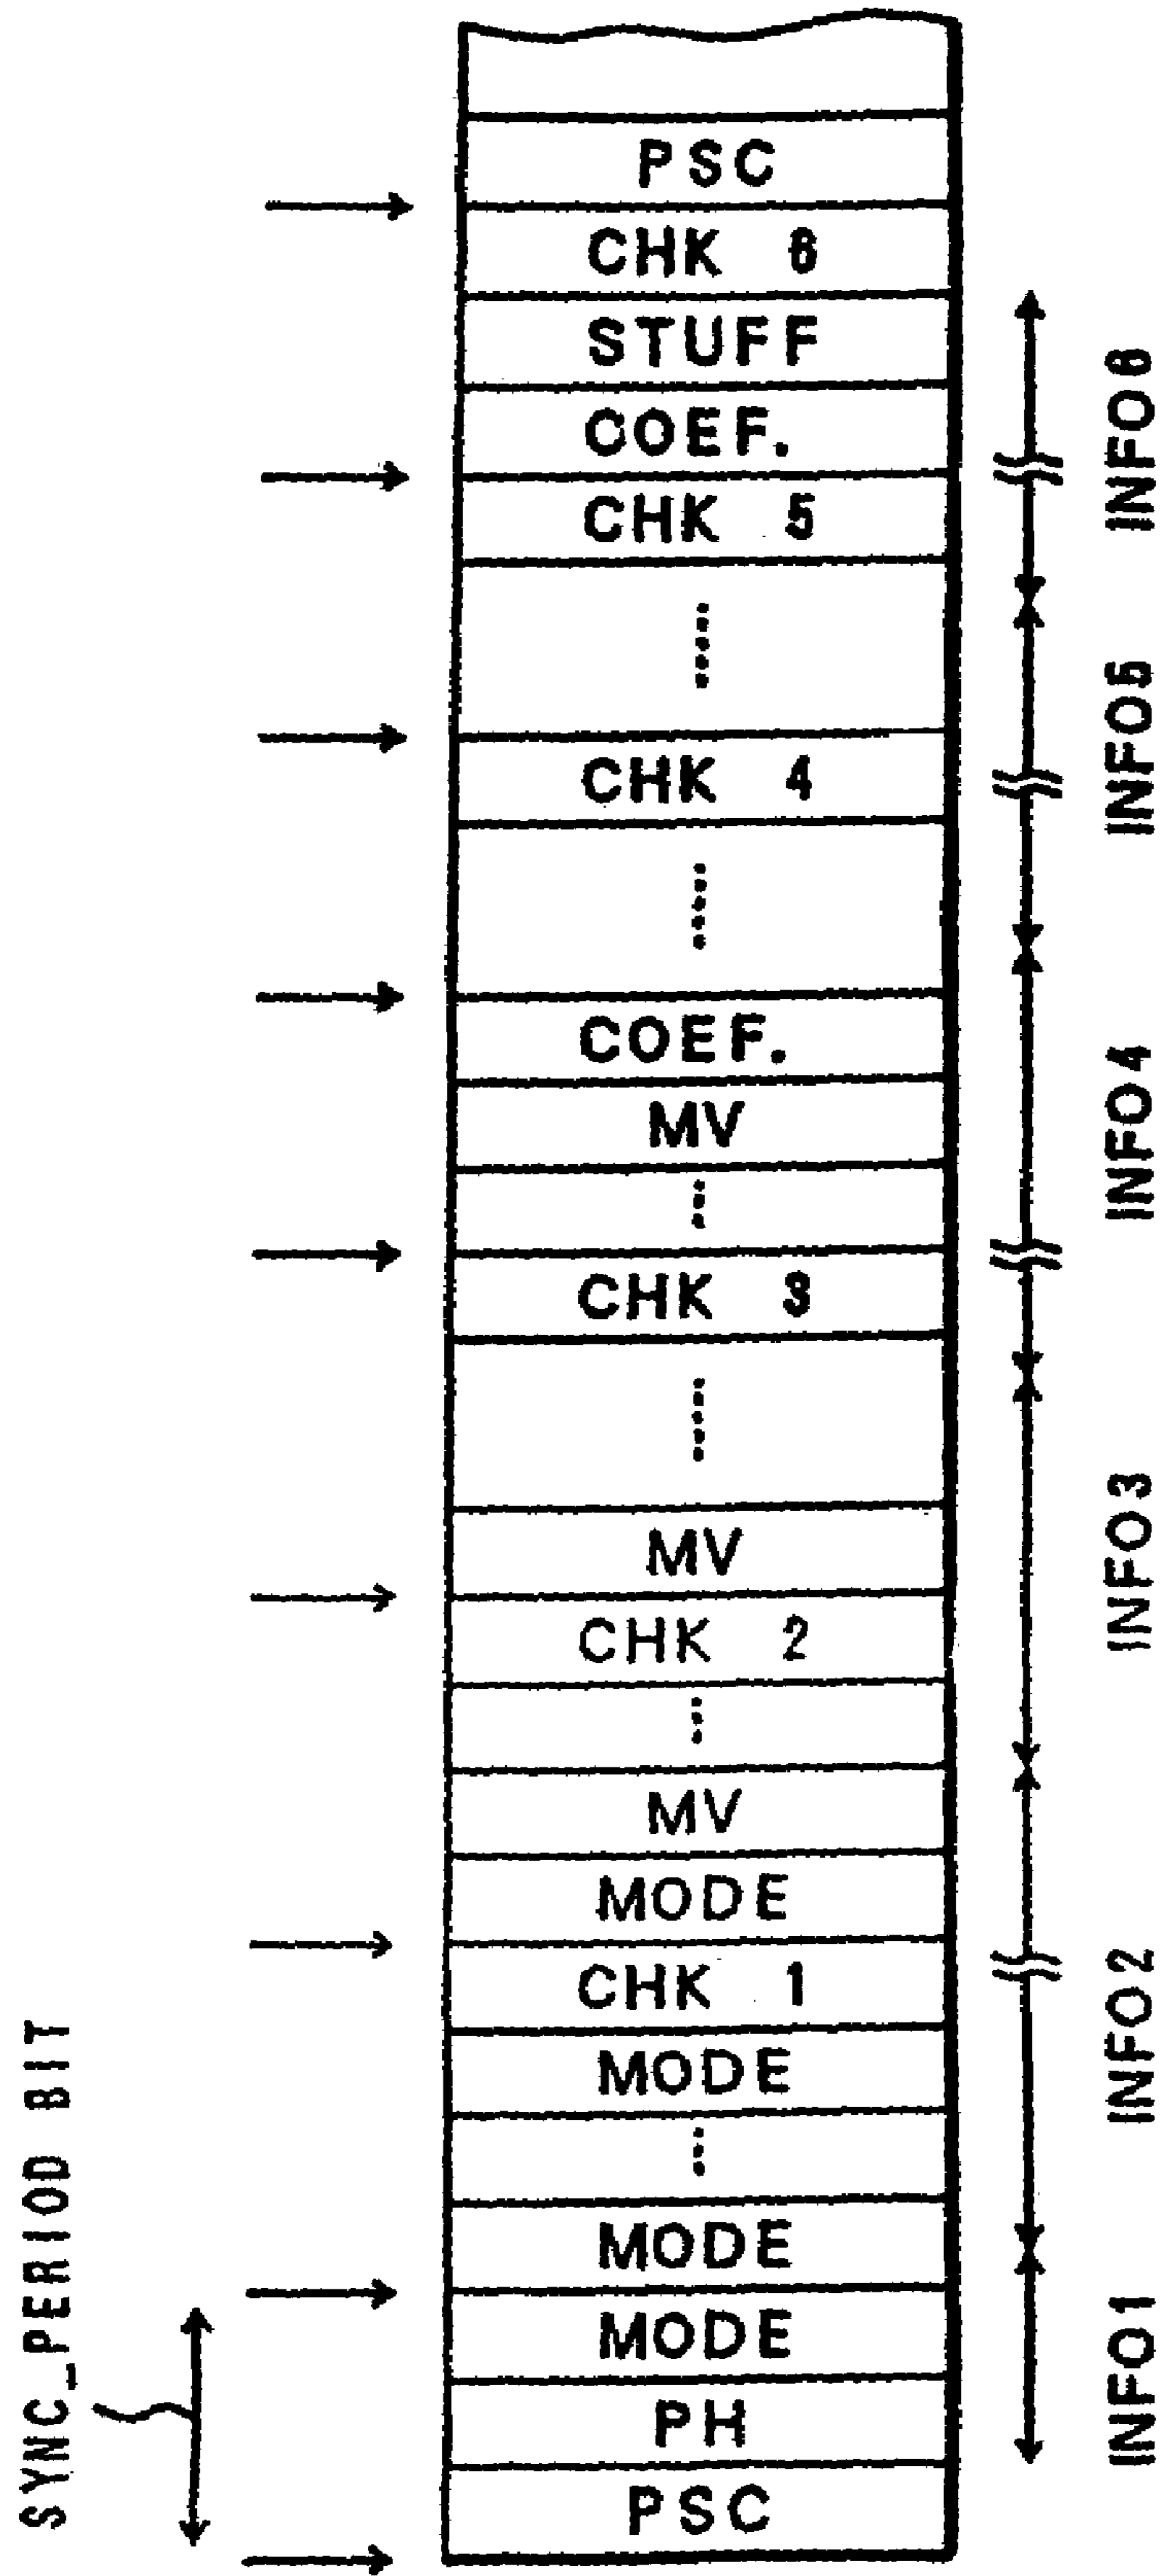 PSC
CHK 6
STUFF
COEF.
CHK 5
.....
CHK 4
.....
COEF.
MV
...
CHK 3
.....
MV
CHK 2
...
MV
MODE
CHK 1
MODE
...
MODE
MODE
PH
PSC
SYNC_PERIOD BIT
INFO6
INFO5
INFO4
INFO3
INFO2
INFO1